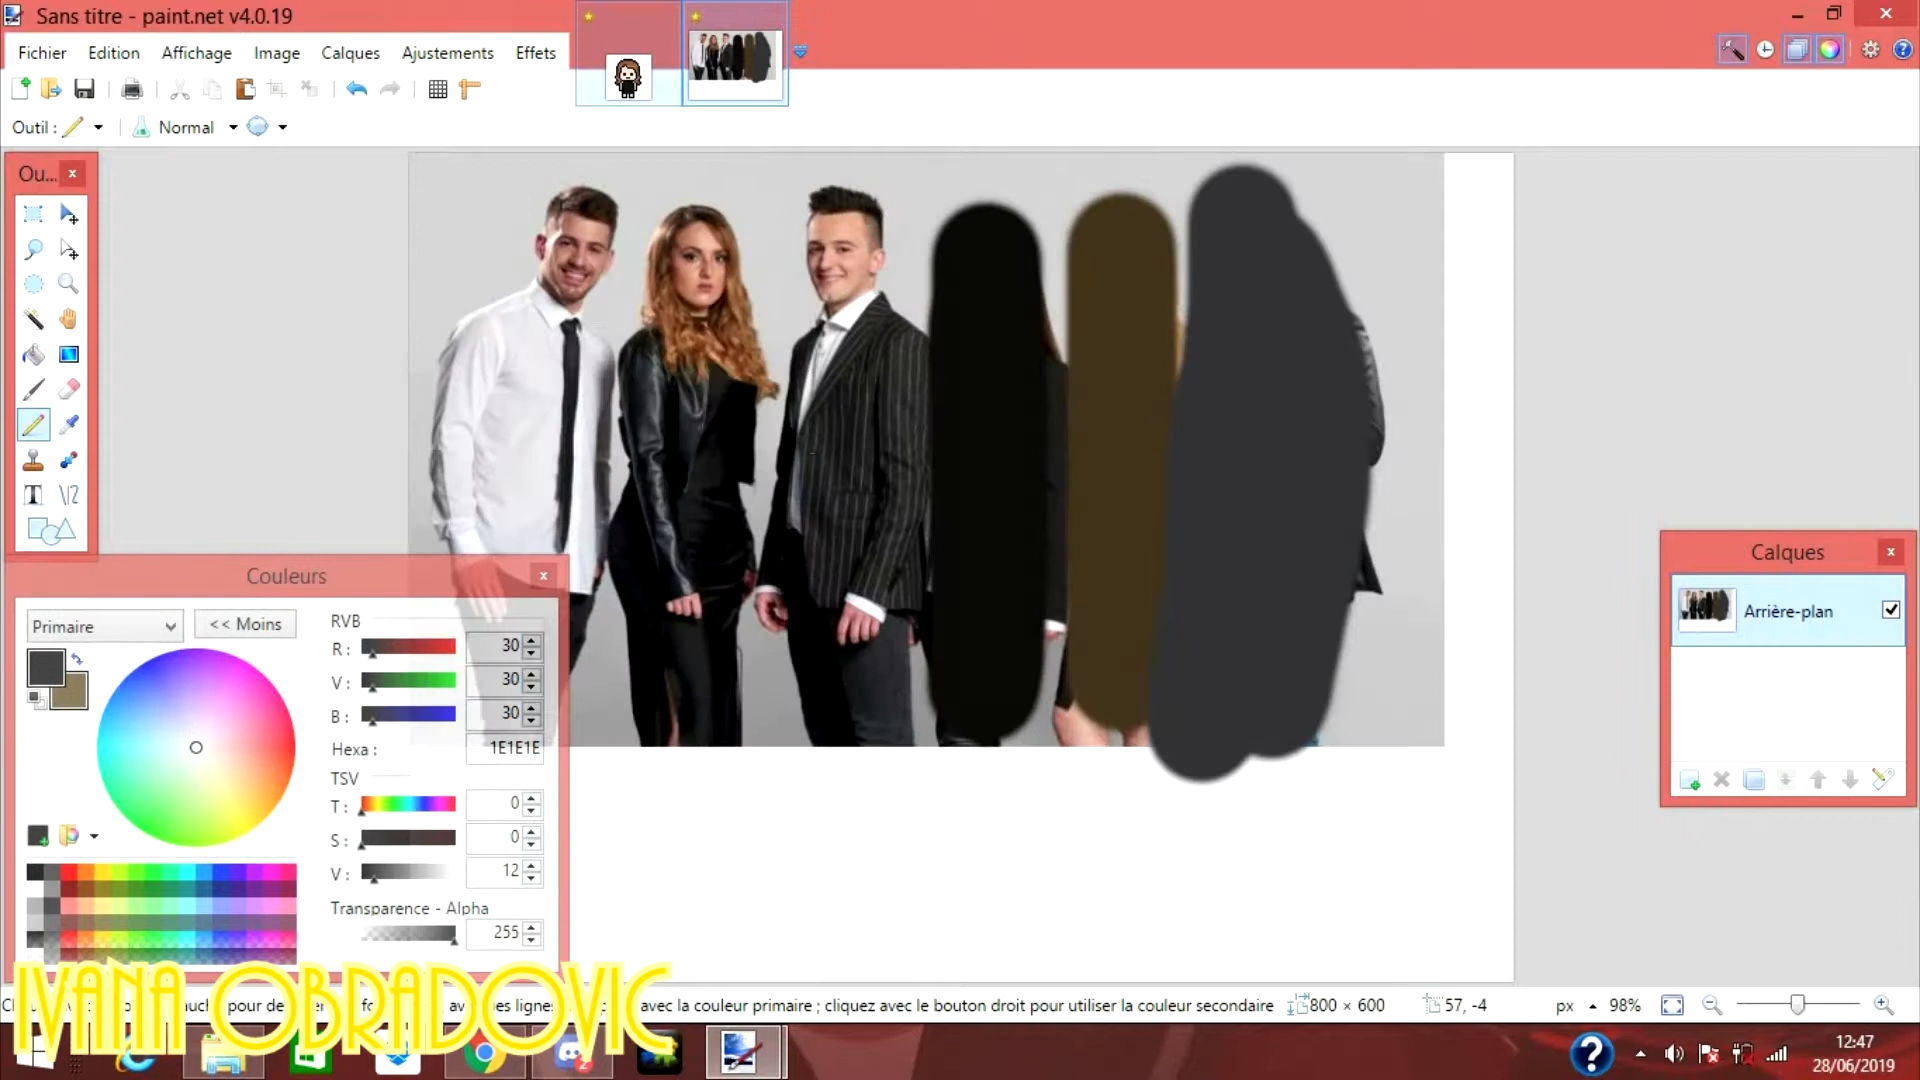 Sans titre - paint.net v4.0.19
Fichier Edition Affichage Image Calques Ajustements Effets
Outil : Normal
Ou...
Couleurs
Primaire << Moins
RVB
R : 30
V : 30
B : 30
Hexa : 1E1E1E
TSV
T : 0
S : 0
V : 12
Transparence - Alpha
255
Calques
Arrière-plan
IVANA OBRADOVIC
pour des lignes avec la couleur primaire ; cliquez avec le bouton droit pour utiliser la couleur secondaire 800 × 600 57, -4 px 98%
2
12:47
28/06/2019